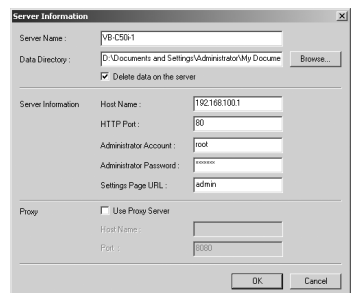 Server Information
Server Name : VB-C50i-1
Data Directory : D:\Documents and Settings\Administrator\My Docume Browse...
Delete data on the server
Server Information Host Name : 192.168.100.1
HTTP Port : 80
Administrator Account : root
Administrator Password : ×××××××
Settings Page URL : admin
Proxy Use Proxy Server
Host Name :
Port : 8080
OK Cancel